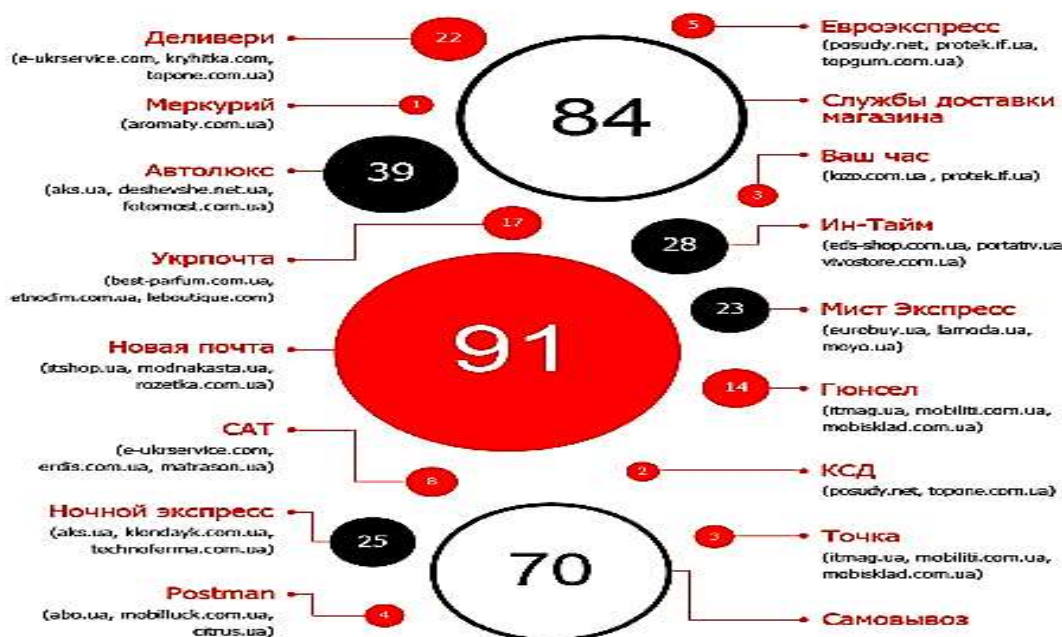 Деливери
22
(e-ukrservice.com, kryhitka.com,
topone.com.ua)
Меркурий
1
(aromaty.com.ua)
Автолюкс
39
(aks.ua, deshevshe.net.ua,
fotomost.com.ua)
17
Укрпочта
(best-parfum.com.ua,
etnodim.com.ua, leboutique.com)
91
Новая почта
(itshop.ua, modnakasta.ua,
rozetka.com.ua)
САТ
(e-ukrservice.com,
erdis.com.ua, matrason.ua)
8
Ночной экспресс
(aks.ua, klondayk.com.ua,
technoferma.com.ua)
25
Postman
(abo.ua, mobilluck.com.ua,
citrus.ua)
4
5
Евроэкспресс
(posudy.net, protek.if.ua,
topgum.com.ua)
84
Службы доставки
магазина
Ваш час
3
(lozo.com.ua , protek.if.ua)
Ин-Тайм
28
(eds-shop.com.ua, portativ.ua
vivostore.com.ua)
23
Мист Экспресс
(eurobuy.ua, lamoda.ua,
moyo.ua)
14
Гюнсел
(itmag.ua, mobiliti.com.ua,
mobisklad.com.ua)
2
КСД
(posudy.net, topone.com.ua)
3
Точка
(itmag.ua, mobiliti.com.ua,
mobisklad.com.ua)
70
Самовывоз